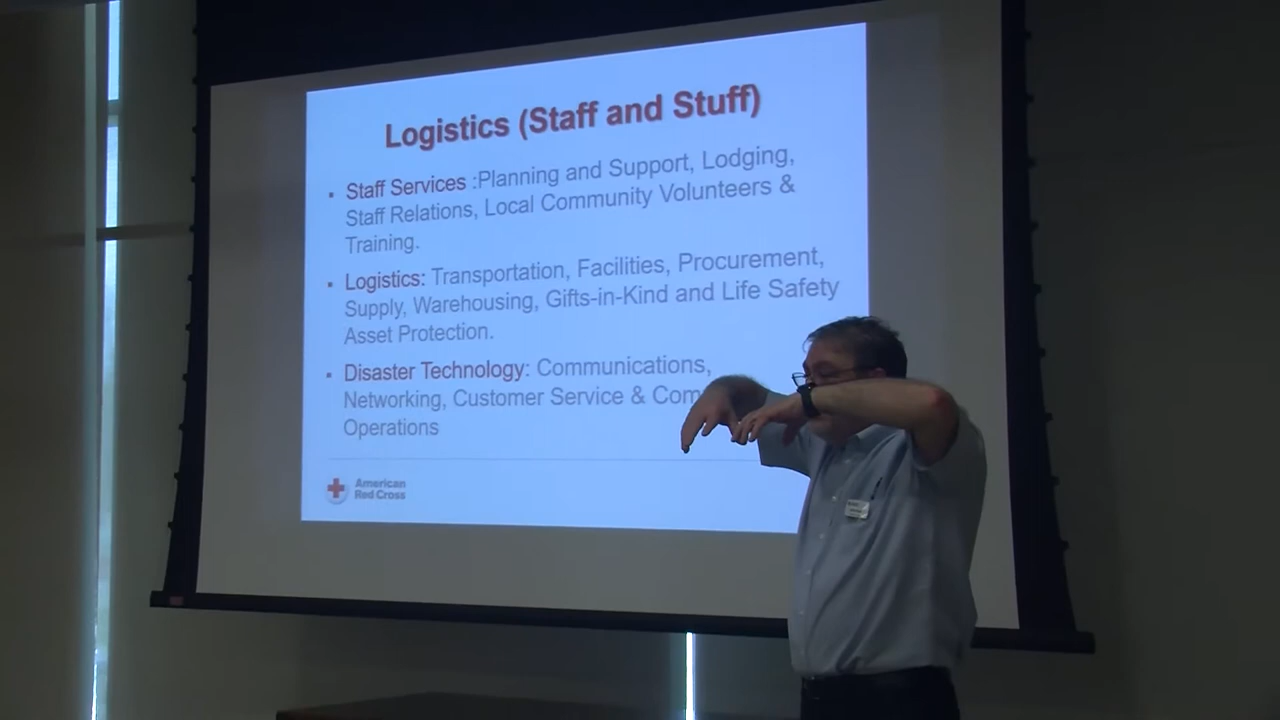 Logistics (Staff and Stuff)
▪ Staff Services :Planning and Support, Lodging,
Staff Relations, Local Community Volunteers &
Training.
▪ Logistics: Transportation, Facilities, Procurement,
Supply, Warehousing, Gifts-in-Kind and Life Safety
Asset Protection.
▪ Disaster Technology: Communications,
Networking, Customer Service &
Operations
American
Red Cross